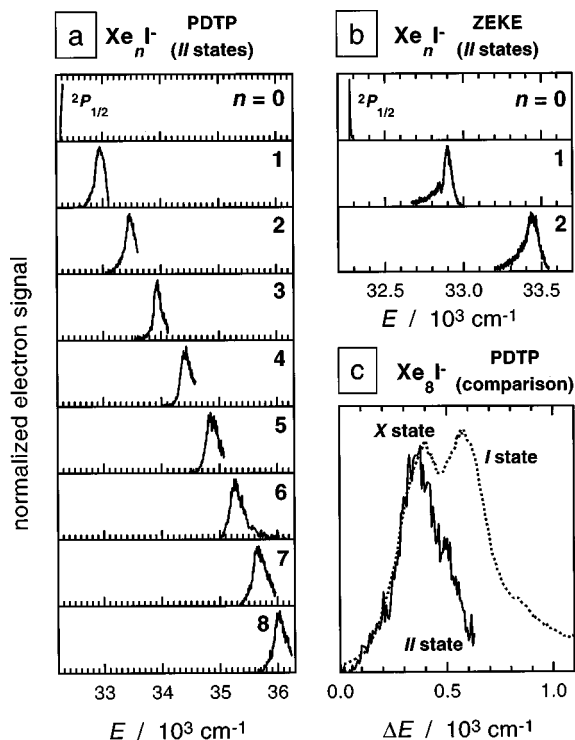 a XeₙI⁻ PDTP
(II states)
²P₁/₂ n = 0
1
2
3
4
5
6
7
8
33 34 35 36
E / 10³ cm⁻¹
normalized electron signal
b XeₙI⁻ ZEKE
(II states)
²P₁/₂ n = 0
1
2
32.5 33.0 33.5
E / 10³ cm⁻¹
c Xe₈I⁻ PDTP
(comparison)
X state
I state
II state
0.0 0.5 1.0
ΔE / 10³ cm⁻¹